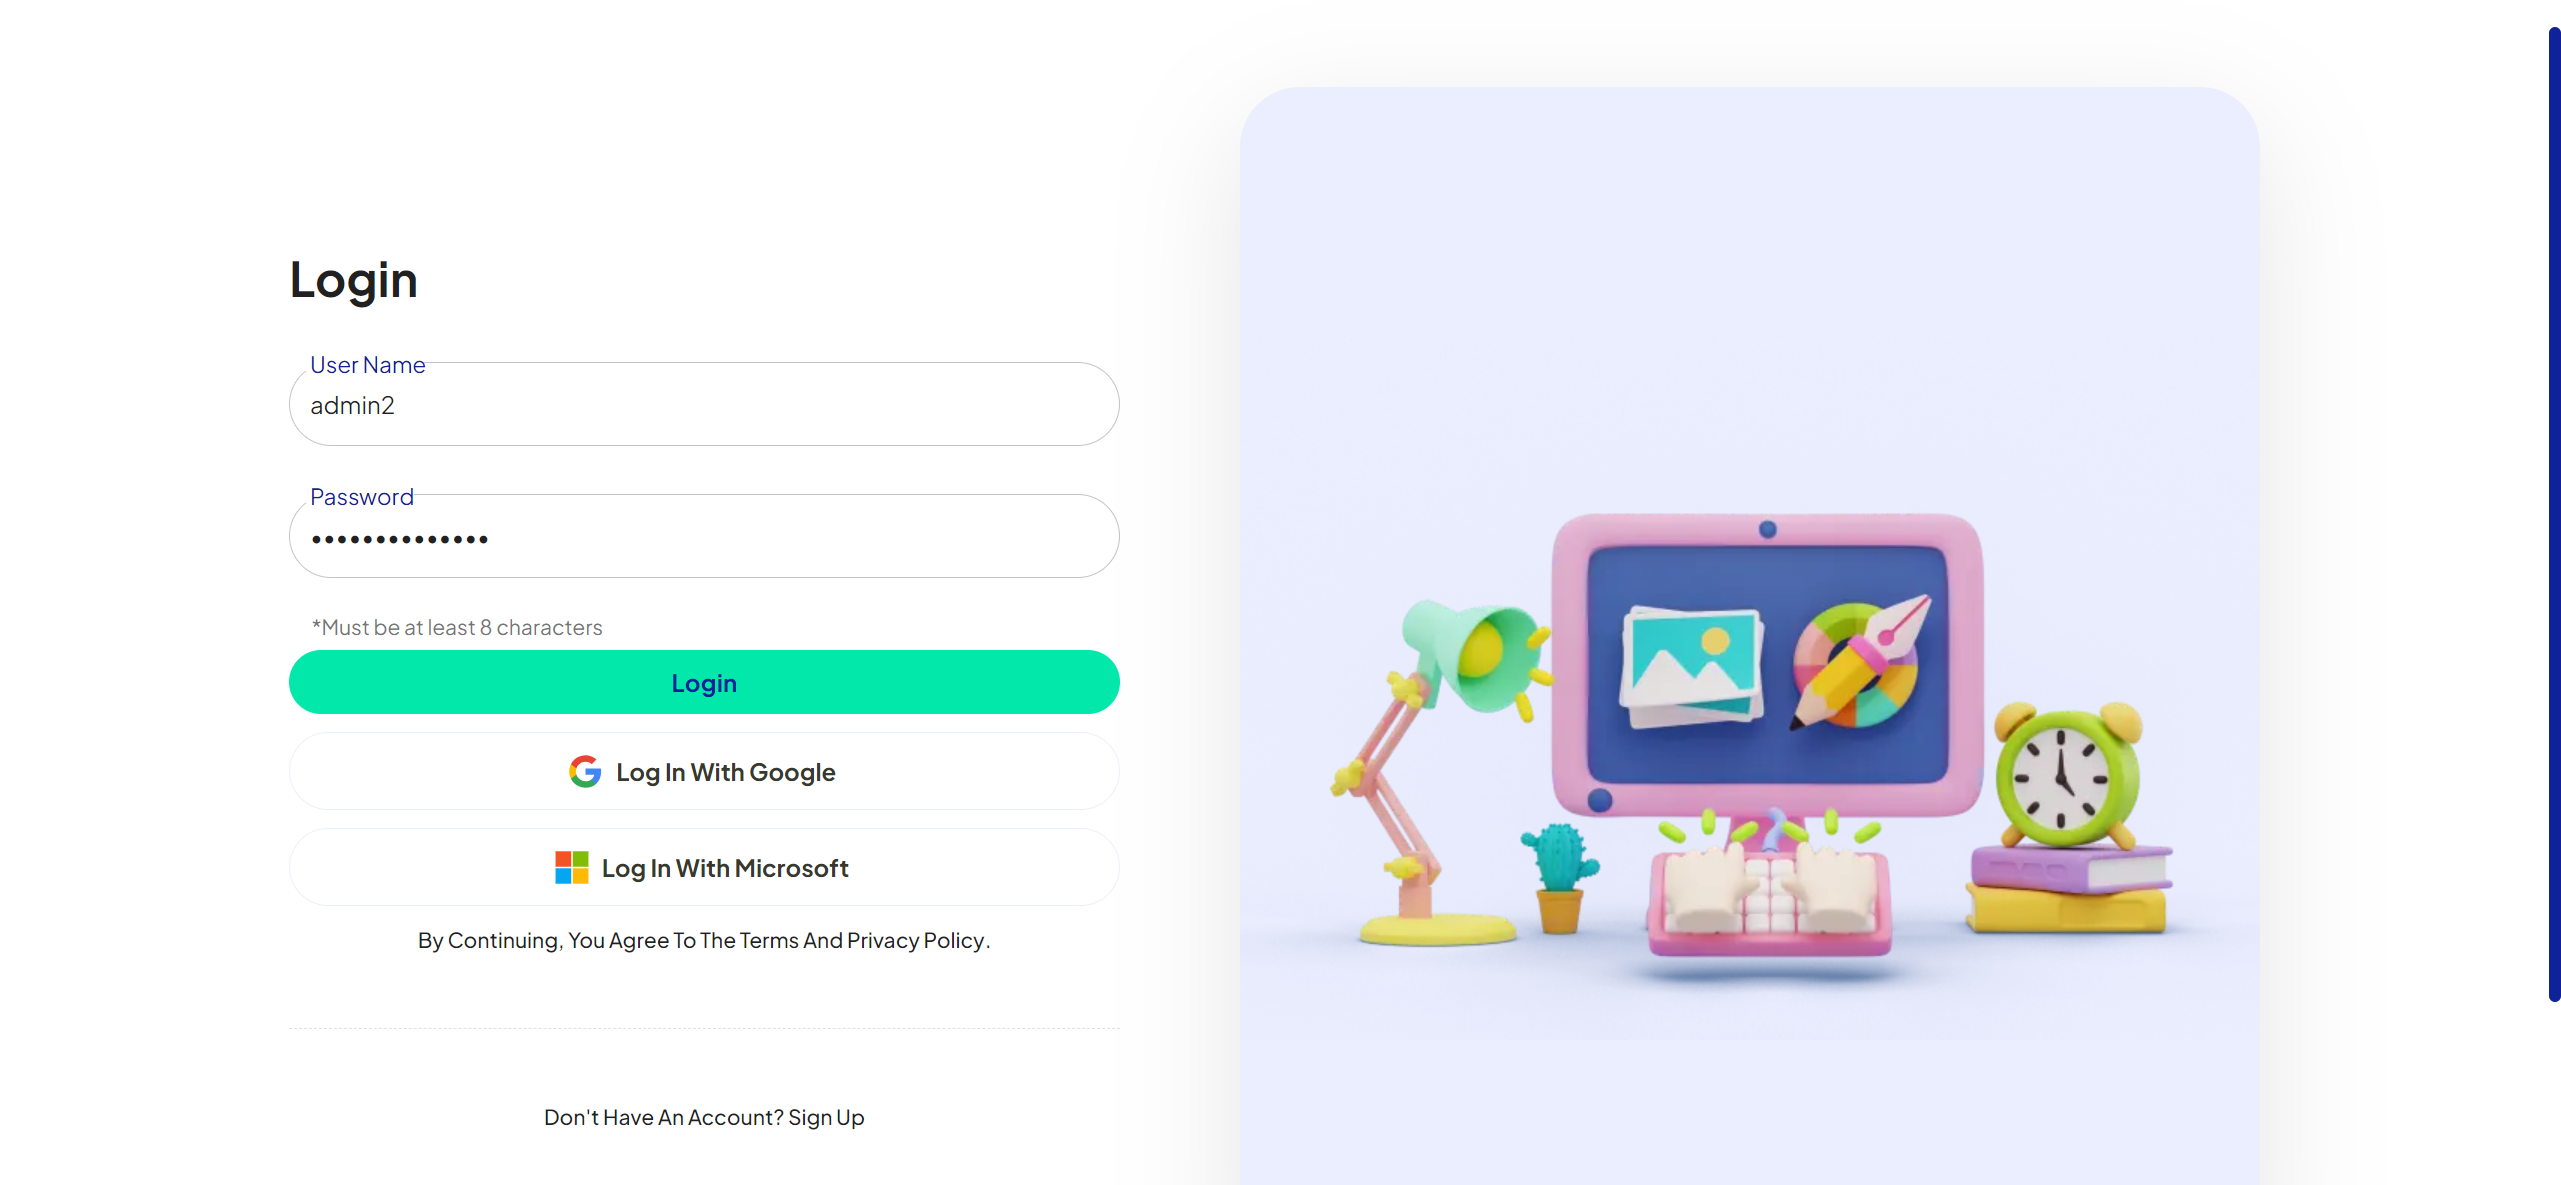 Login
User Name
admin2
Password
••••••••••••••
*Must be at least 8 characters
Login
Log In With Google
Log In With Microsoft
By Continuing, You Agree To The Terms And Privacy Policy.
Don't Have An Account? Sign Up